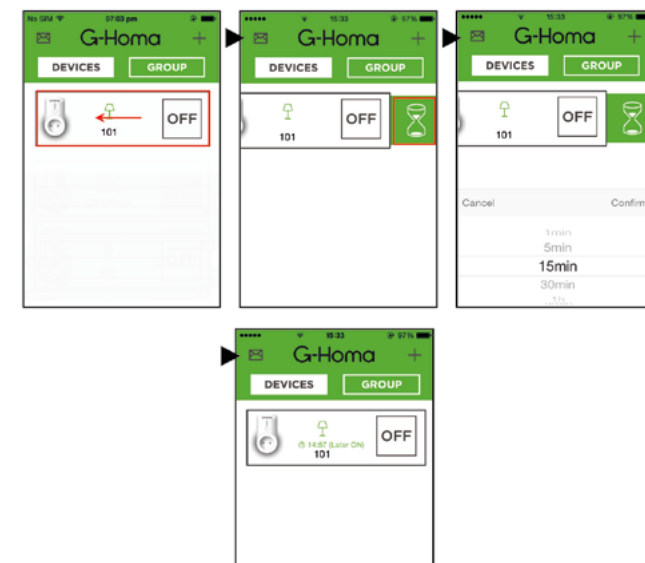 No SIM 07:03 pm
G-Homa +
DEVICES GROUP
101
OFF
15:33 97%
G-Homa +
DEVICES GROUP
101
OFF
15:33 97%
G-Homa +
DEVICES GROUP
101
OFF
Cancel Confirm
1min
5min
15min
30min
1h
15:33 97%
G-Homa +
DEVICES GROUP
14:57 (Later ON)
101
OFF